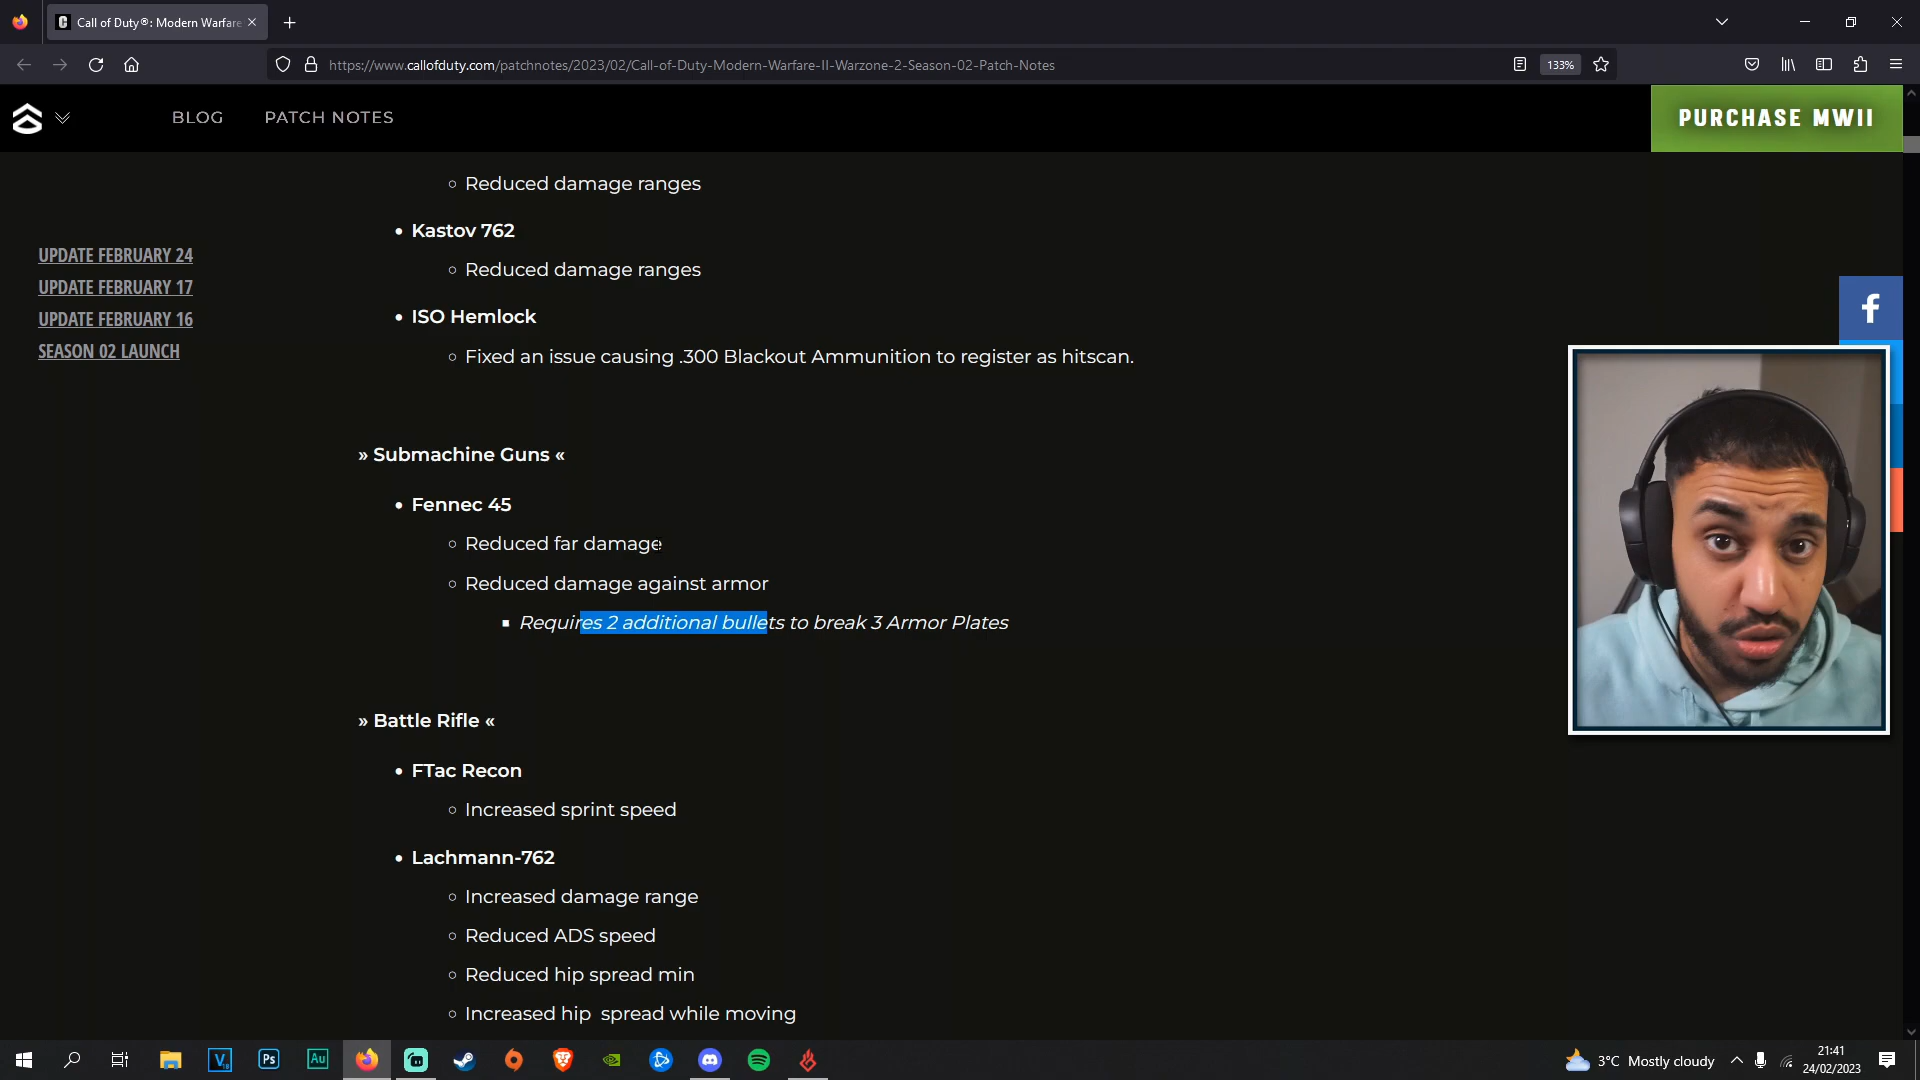 Call of Duty®: Modern Warfare
https://www.callofduty.com/patchnotes/2023/02/Call-of-Duty-Modern-Warfare-II-Warzone-2-Season-02-Patch-Notes
133%
BLOG
PATCH NOTES
PURCHASE MWII
UPDATE FEBRUARY 24
UPDATE FEBRUARY 17
UPDATE FEBRUARY 16
SEASON 02 LAUNCH
Reduced damage ranges
Kastov 762
Reduced damage ranges
ISO Hemlock
Fixed an issue causing .300 Blackout Ammunition to register as hitscan.
» Submachine Guns «
Fennec 45
Reduced far damage
Reduced damage against armor
Requires 2 additional bullets to break 3 Armor Plates
» Battle Rifle «
FTac Recon
Increased sprint speed
Lachmann-762
Increased damage range
Reduced ADS speed
Reduced hip spread min
Increased hip  spread while moving
Ps
Au
3°C Mostly cloudy
21:41
24/02/2023